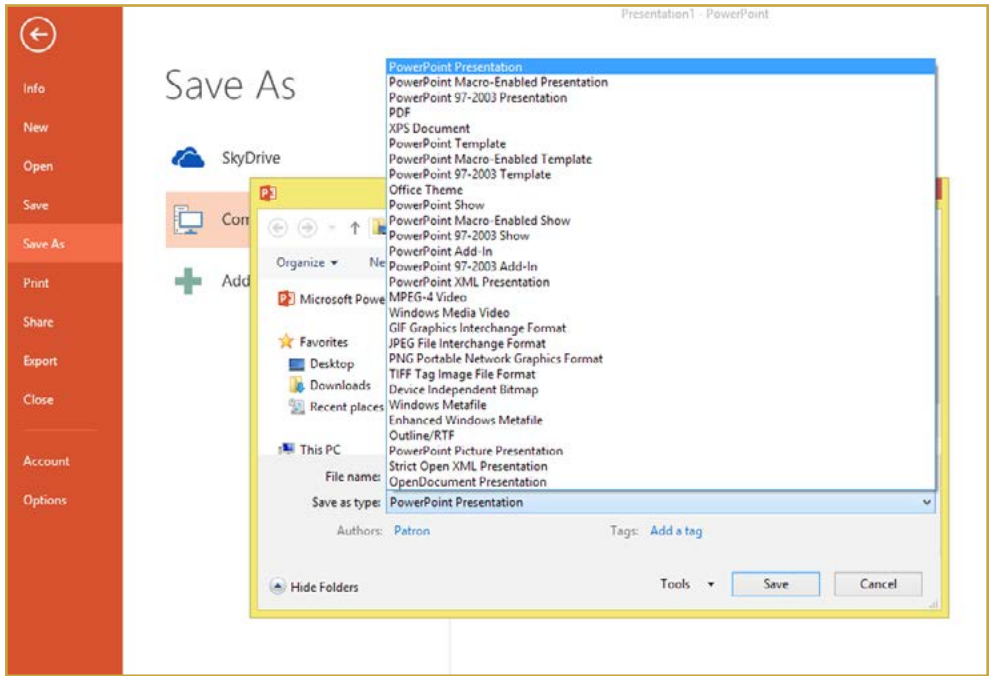 Presentation1 - PowerPoint
Info
New
Open
Save
Save As
Print
Share
Export
Close
Account
Options
Save As
SkyDrive
Com
Add
PowerPoint Presentation
PowerPoint Macro-Enabled Presentation
PowerPoint 97-2003 Presentation
PDF
XPS Document
PowerPoint Template
PowerPoint Macro-Enabled Template
PowerPoint 97-2003 Template
Office Theme
PowerPoint Show
PowerPoint Macro-Enabled Show
PowerPoint 97-2003 Show
PowerPoint Add-In
PowerPoint 97-2003 Add-In
PowerPoint XML Presentation
MPEG-4 Video
Windows Media Video
GIF Graphics Interchange Format
JPEG File Interchange Format
PNG Portable Network Graphics Format
TIFF Tag Image File Format
Device Independent Bitmap
Windows Metafile
Enhanced Windows Metafile
Outline/RTF
PowerPoint Picture Presentation
Strict Open XML Presentation
OpenDocument Presentation
Organize Ne
Microsoft Powe
Favorites
Desktop
Downloads
Recent places
This PC
File name:
Save as type: PowerPoint Presentation
Authors: Patron Tags: Add a tag
Hide Folders Tools Save Cancel